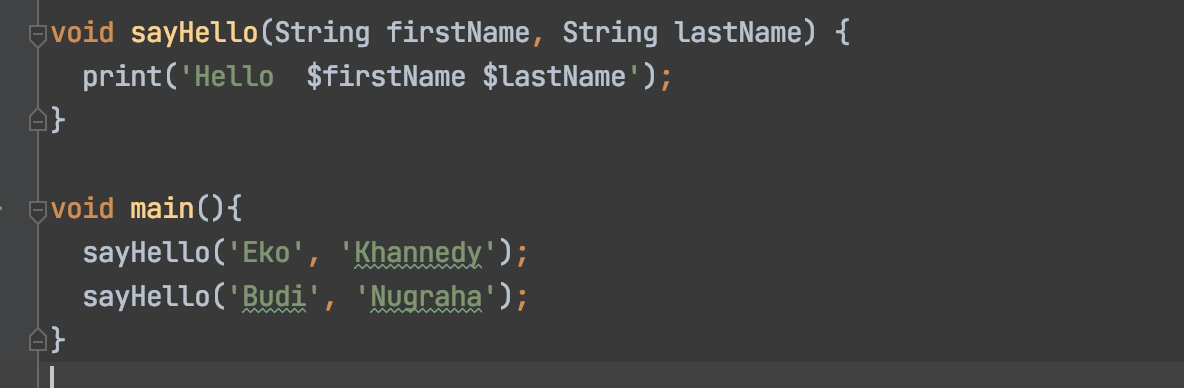 void sayHello(String firstName, String lastName) {
  print('Hello  $firstName $lastName');
}

void main(){
  sayHello('Eko', 'Khannedy');
  sayHello('Budi', 'Nugraha');
}